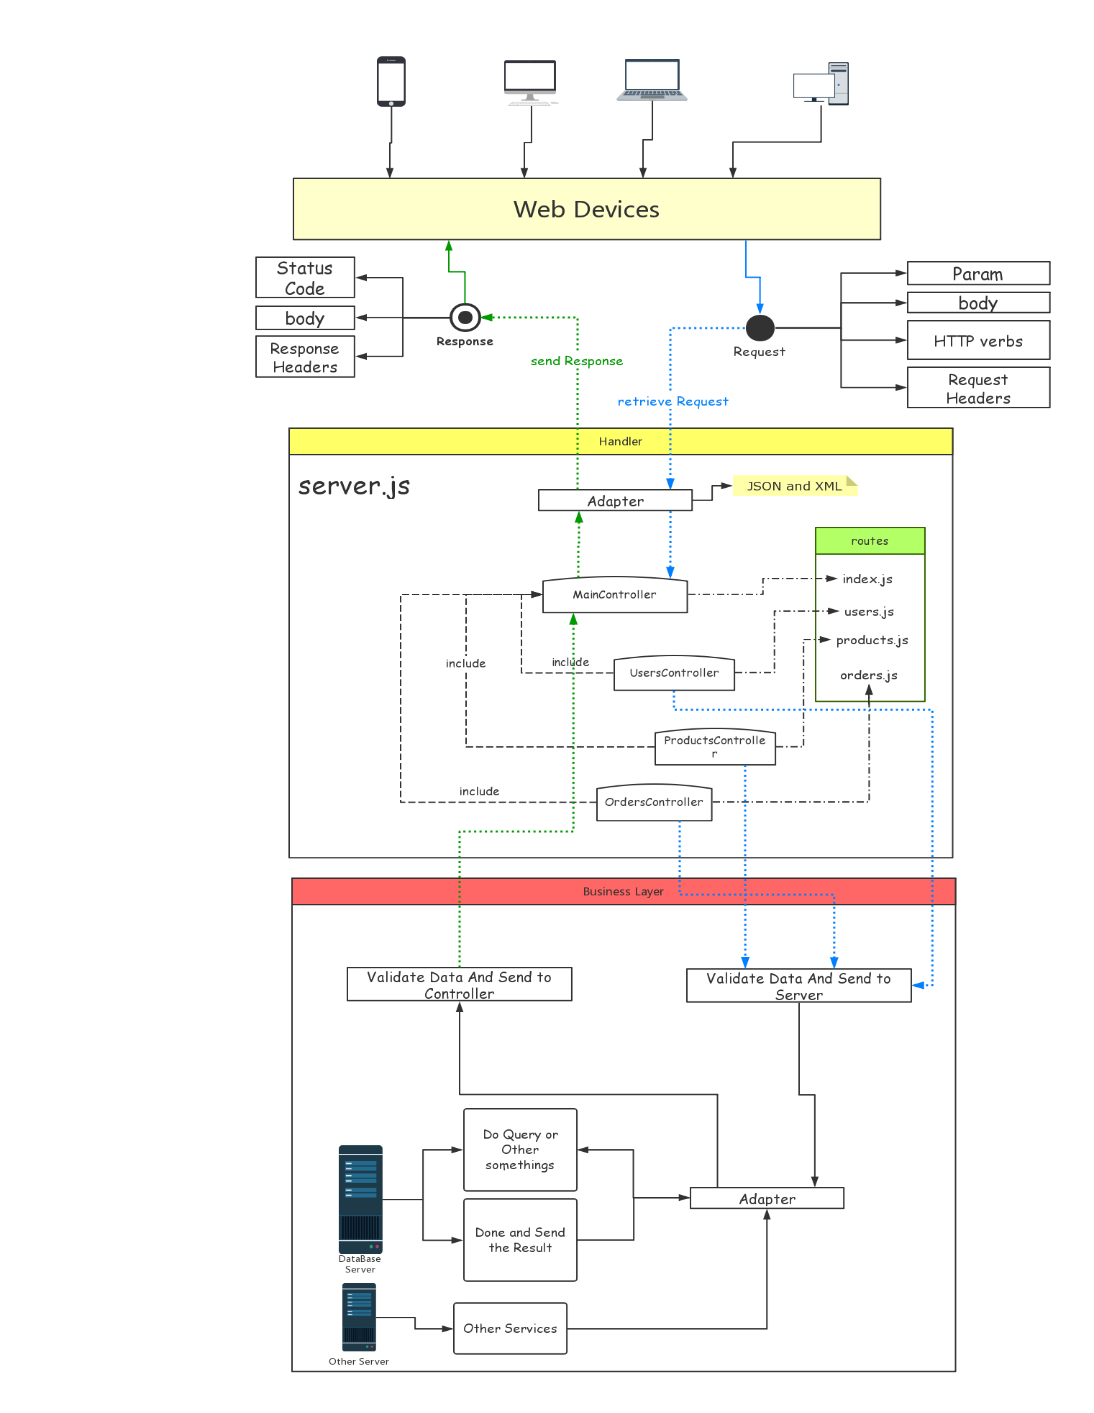 Web Devices
Status
Code
body
Response
Headers
Response
Request
Param
body
HTTP verbs
Request
Headers
send Response
retrieve Request
Handler
server.js
Adapter
JSON and XML
routes
index.js
users.js
products.js
orders.js
MainController
include
include
UsersController
ProductsControlle
r
include
OrdersController
Business Layer
Validate Data And Send to
Controller
Validate Data And Send to
Server
Do Query or
Other
somethings
Adapter
Done and Send
the Result
DataBase
Server
Other Services
Other Server